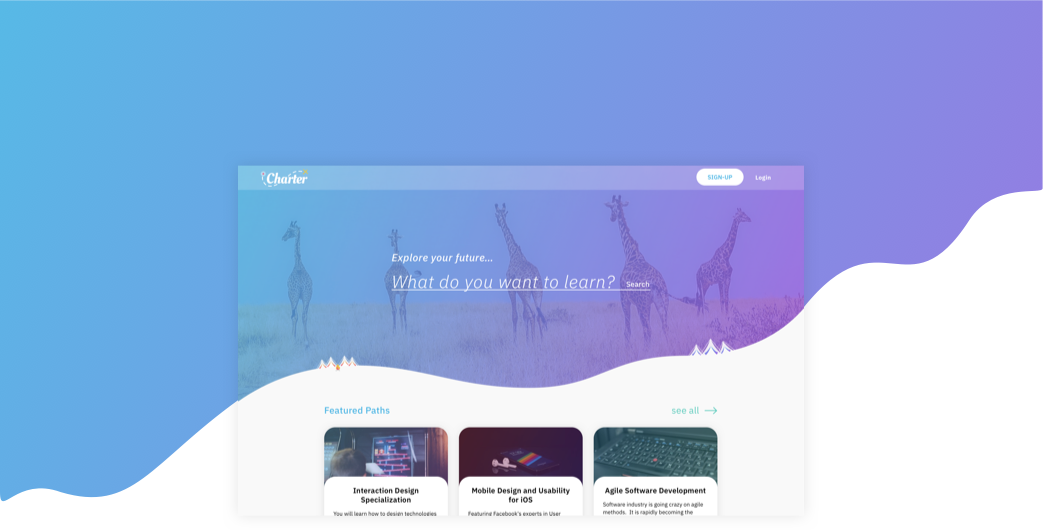 Charter
SIGN-UP
Login
Explore your future...
What do you want to learn?
Search
Featured Paths
see all
Interaction Design
Specialization
You will learn how to design technologies
Mobile Design and Usability
for iOS
Featuring Facebook's experts in User
Agile Software Development
Software industry is going crazy on agile
methods. It is rapidly becoming the